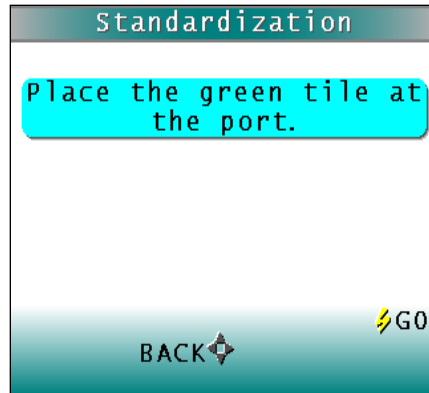 Standardization
Place the green tile at
the port.
GO
BACK